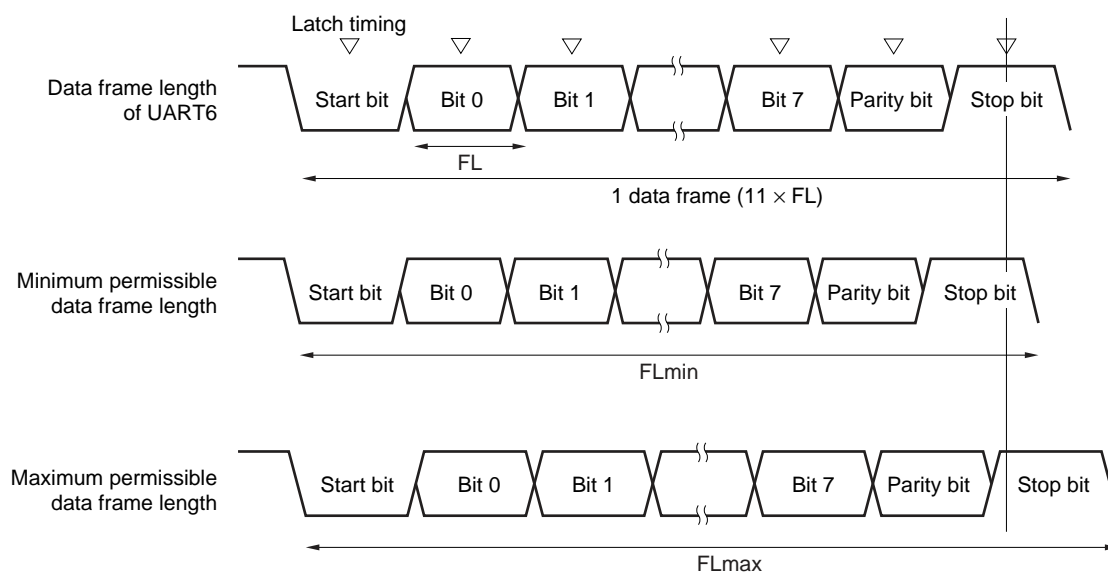 Latch timing
Data frame length
of UART6
Start bit
Bit 0
Bit 1
Bit 7
Parity bit
Stop bit
FL
1 data frame (11 × FL)
Minimum permissible
data frame length
Start bit
Bit 0
Bit 1
Bit 7
Parity bit
Stop bit
FLmin
Maximum permissible
data frame length
Start bit
Bit 0
Bit 1
Bit 7
Parity bit
Stop bit
FLmax